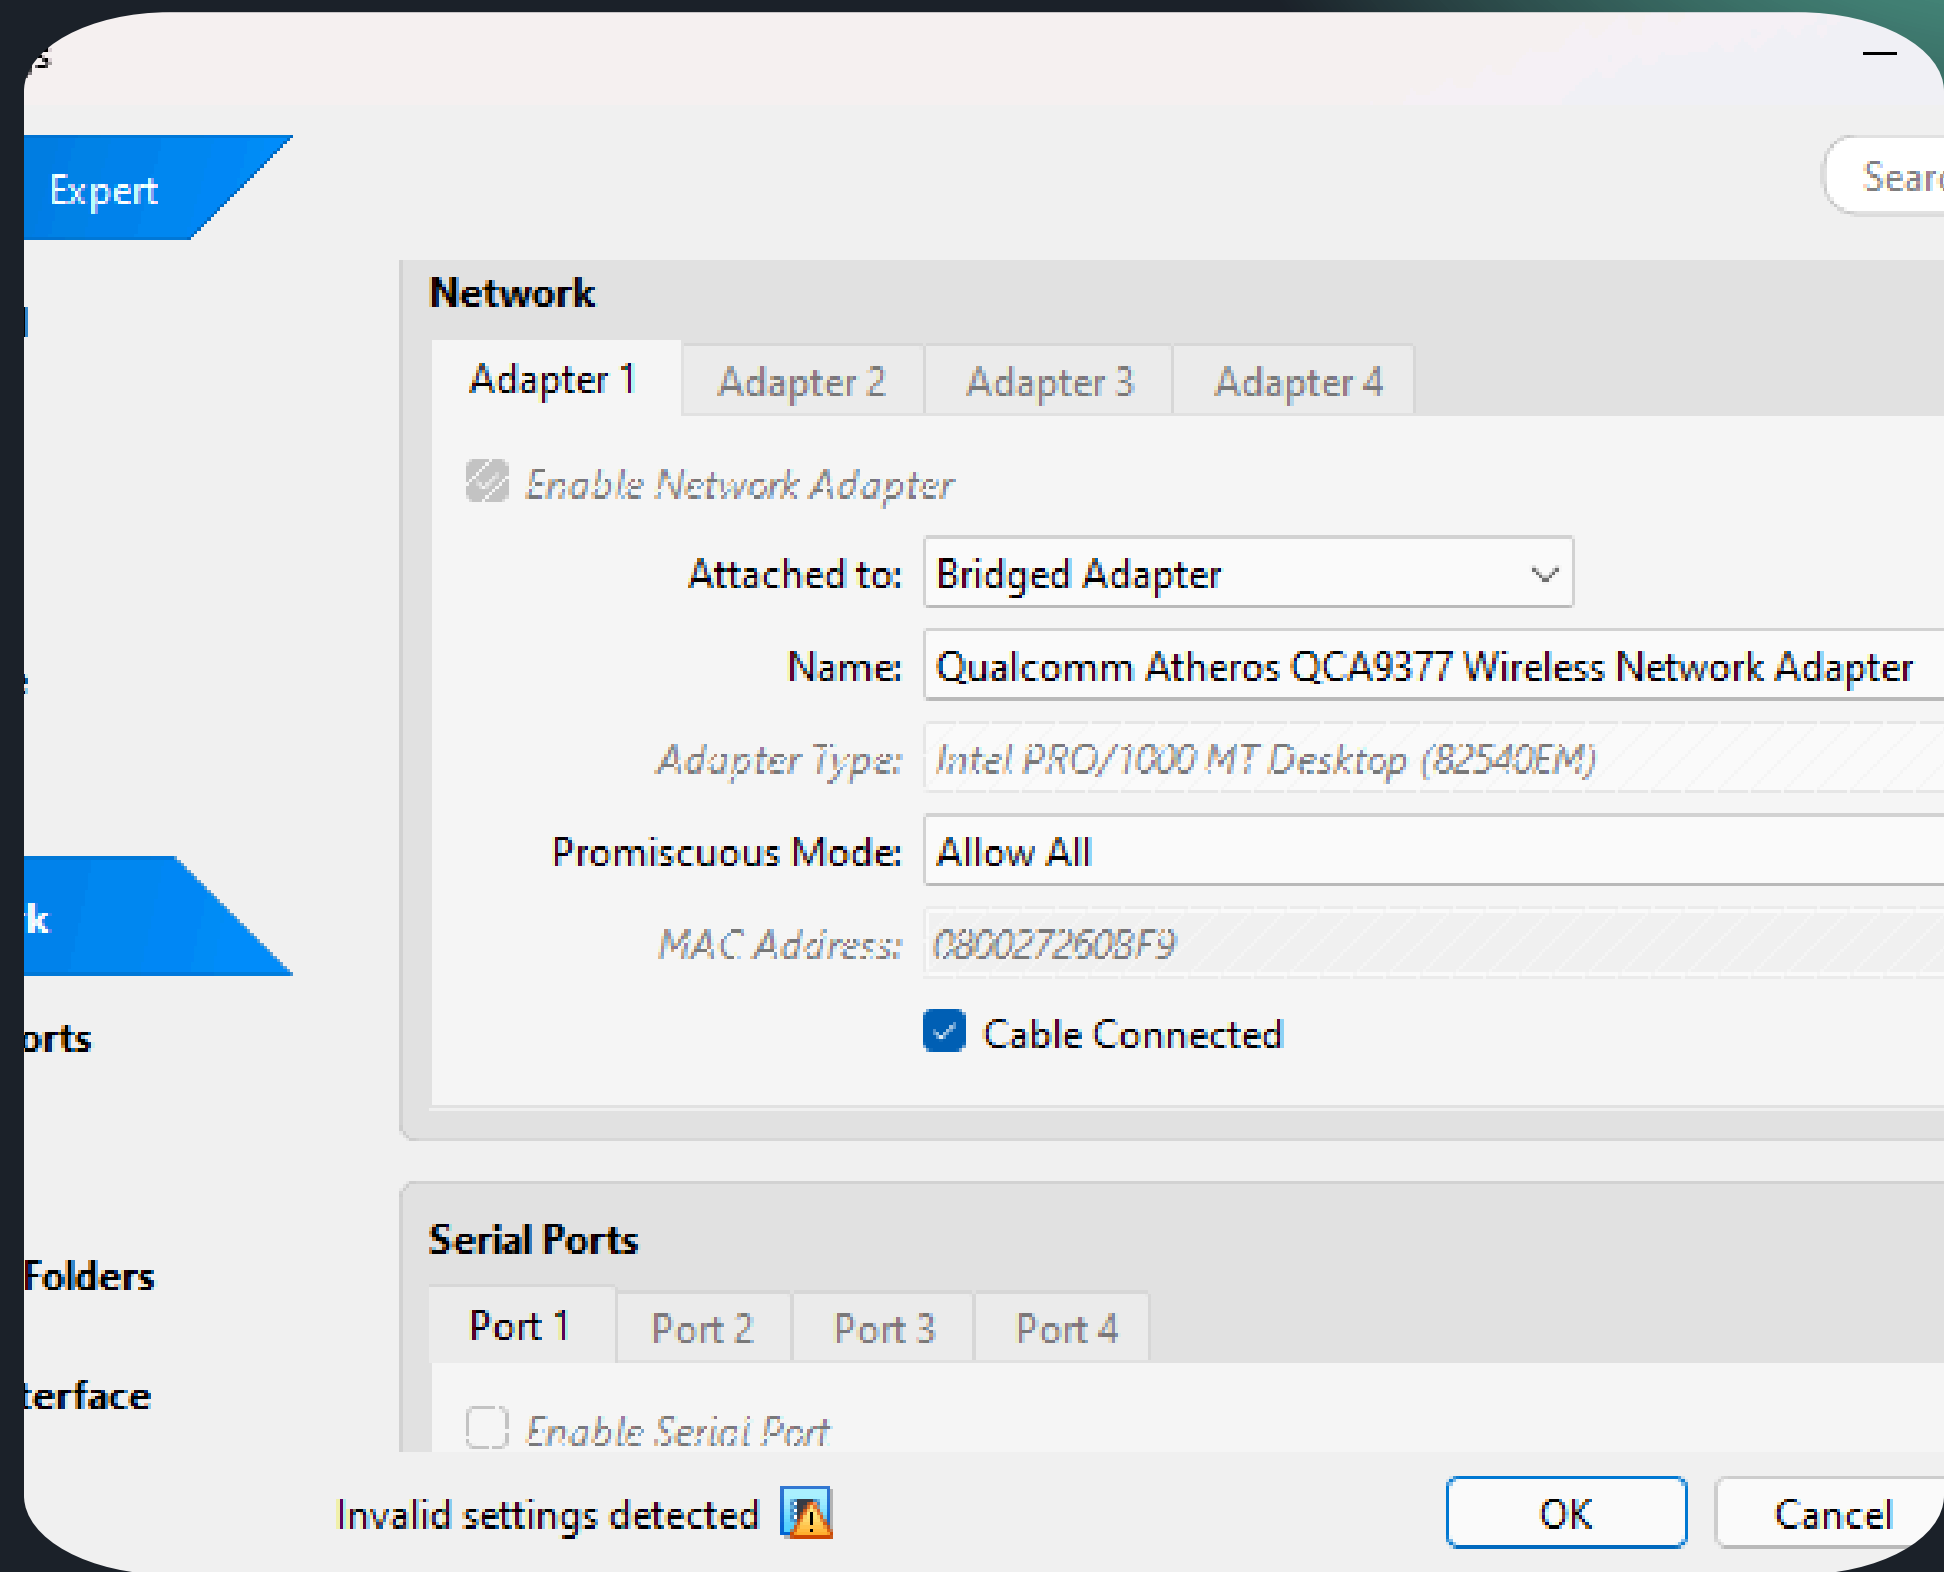 Expert
Network
Adapter 1 Adapter 2 Adapter 3 Adapter 4
Enable Network Adapter
Attached to: Bridged Adapter
Name: Qualcomm Atheros QCA9377 Wireless Network Adapter
Adapter Type: Intel PRO/1000 MT Desktop (82540EM)
Promiscuous Mode: Allow All
MAC Address: 080027260BF9
Cable Connected
Serial Ports
Folders
Port 1 Port 2 Port 3 Port 4
Enable Serial Port
Invalid settings detected
OK Cancel